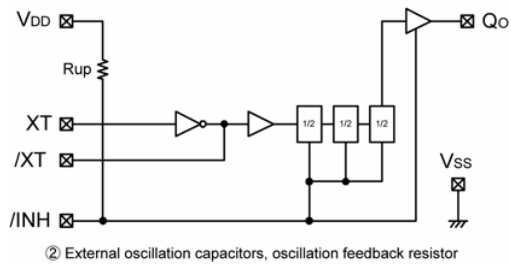 VDD
Qo
Rup
XT
1/2 1/2 1/2
/XT
VSS
/INH
② External oscillation capacitors, oscillation feedback resistor